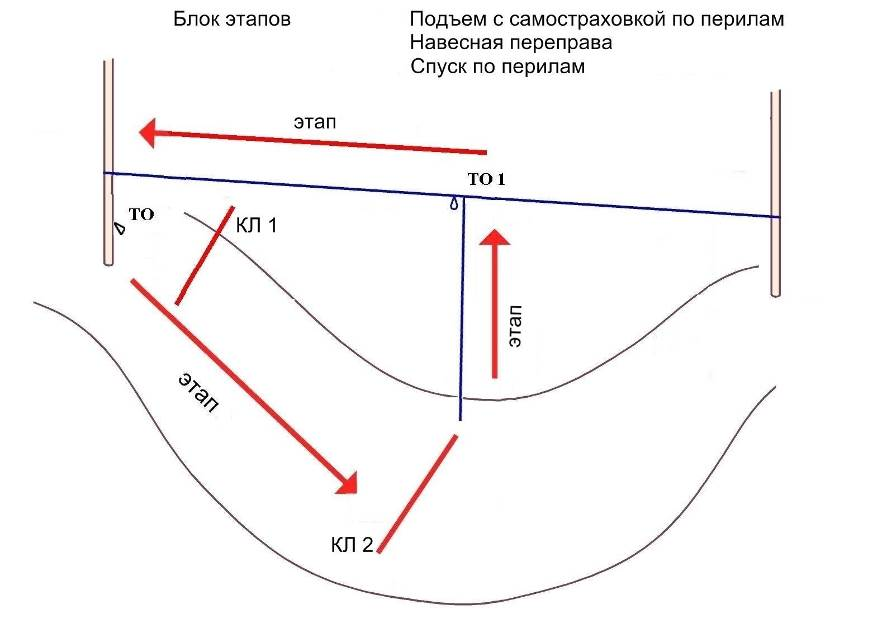 Блок этапов
Подъем с самостраховкой по перилам
Навесная переправа
Спуск по перилам
этап
ТО 1
ТО
КЛ 1
этап
этап
КЛ 2